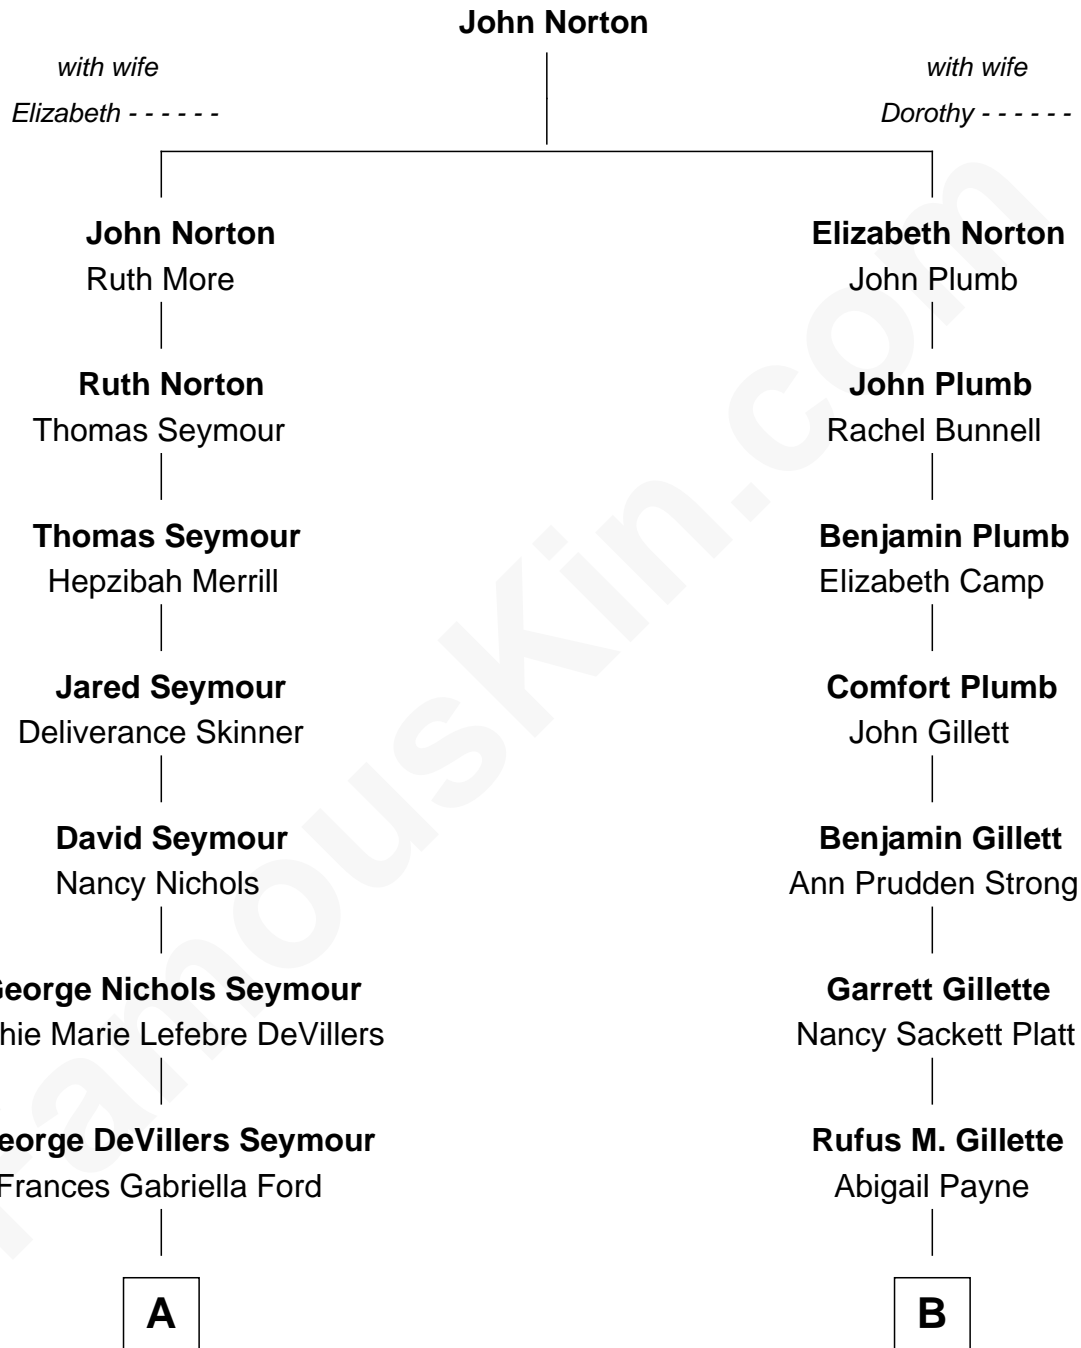 John Norton
with wife
Elizabeth - - - - - -
with wife
Dorothy - - - - - -
John Norton
Ruth More
Elizabeth Norton
John Plumb
Ruth Norton
Thomas Seymour
John Plumb
Rachel Bunnell
Thomas Seymour
Hepzibah Merrill
Benjamin Plumb
Elizabeth Camp
Jared Seymour
Deliverance Skinner
Comfort Plumb
John Gillett
David Seymour
Nancy Nichols
Benjamin Gillett
Ann Prudden Strong
George Nichols Seymour
hie Marie Lefebre DeVillers
Garrett Gillette
Nancy Sackett Platt
eorge DeVillers Seymour
Frances Gabriella Ford
Rufus M. Gillette
Abigail Payne
A
B
FamousKin.com